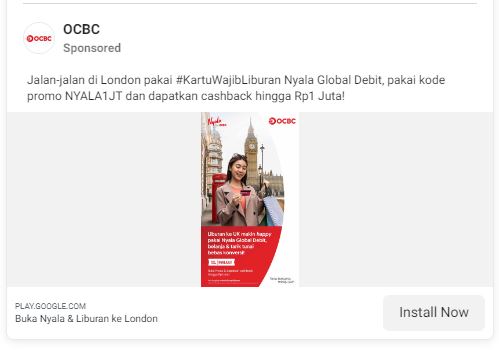 OCBC
OCBC
Sponsored
Jalan-jalan di London pakai #KartuWajibLiburan Nyala Global Debit, pakai kode
promo NYALA1JT dan dapatkan cashback hingga Rp1 Juta!
Nyala
OCBC
Liburan ke UK makin happy
pakai Nyala Global Debit,
belanja & tarik tunai
bebas konversi!
PLAY.GOOGLE.COM
Buka Nyala & Liburan ke London
Install Now